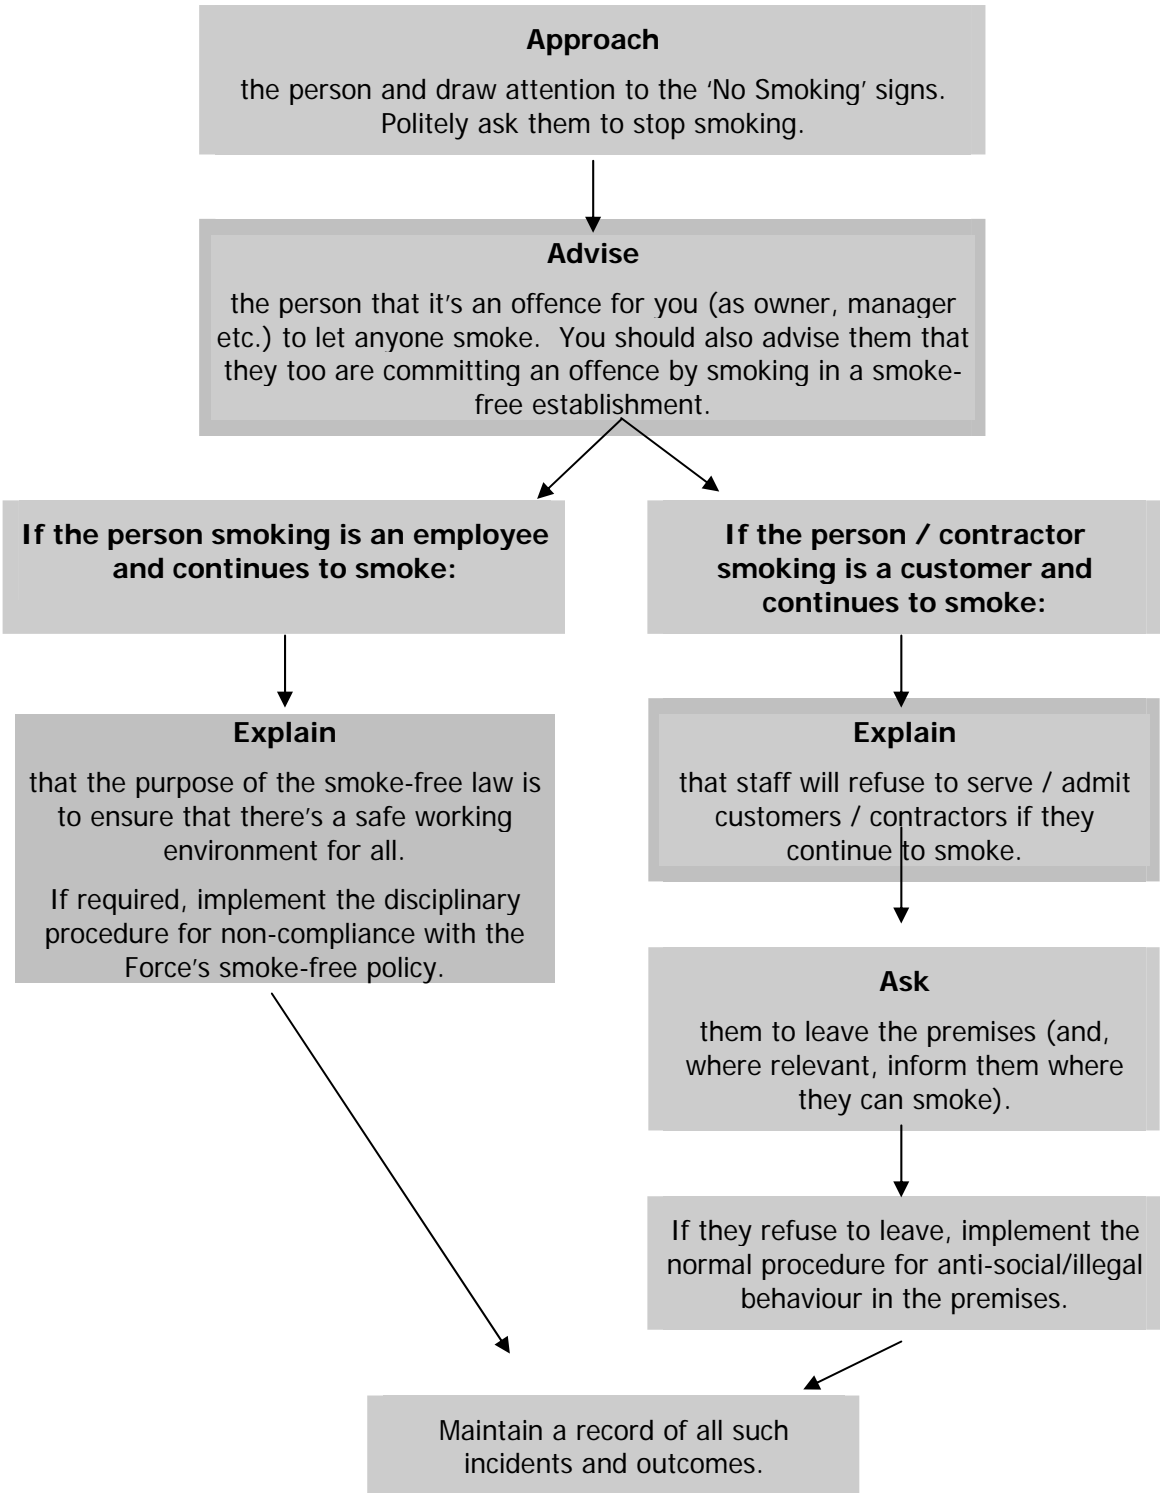 Approach
the person and draw attention to the ‘No Smoking’ signs.
Politely ask them to stop smoking.
Advise
the person that it’s an offence for you (as owner, manager
etc.) to let anyone smoke.  You should also advise them that
they too are committing an offence by smoking in a smoke-
free establishment.
If the person smoking is an employee
and continues to smoke:
Explain
that the purpose of the smoke-free law is
to ensure that there’s a safe working
environment for all.
If required, implement the disciplinary
procedure for non-compliance with the
Force’s smoke-free policy.
If the person / contractor
smoking is a customer and
continues to smoke:
Explain
that staff will refuse to serve / admit
customers / contractors if they
continue to smoke.
Ask
them to leave the premises (and,
where relevant, inform them where
they can smoke).
If they refuse to leave, implement the
normal procedure for anti-social/illegal
behaviour in the premises.
Maintain a record of all such
incidents and outcomes.